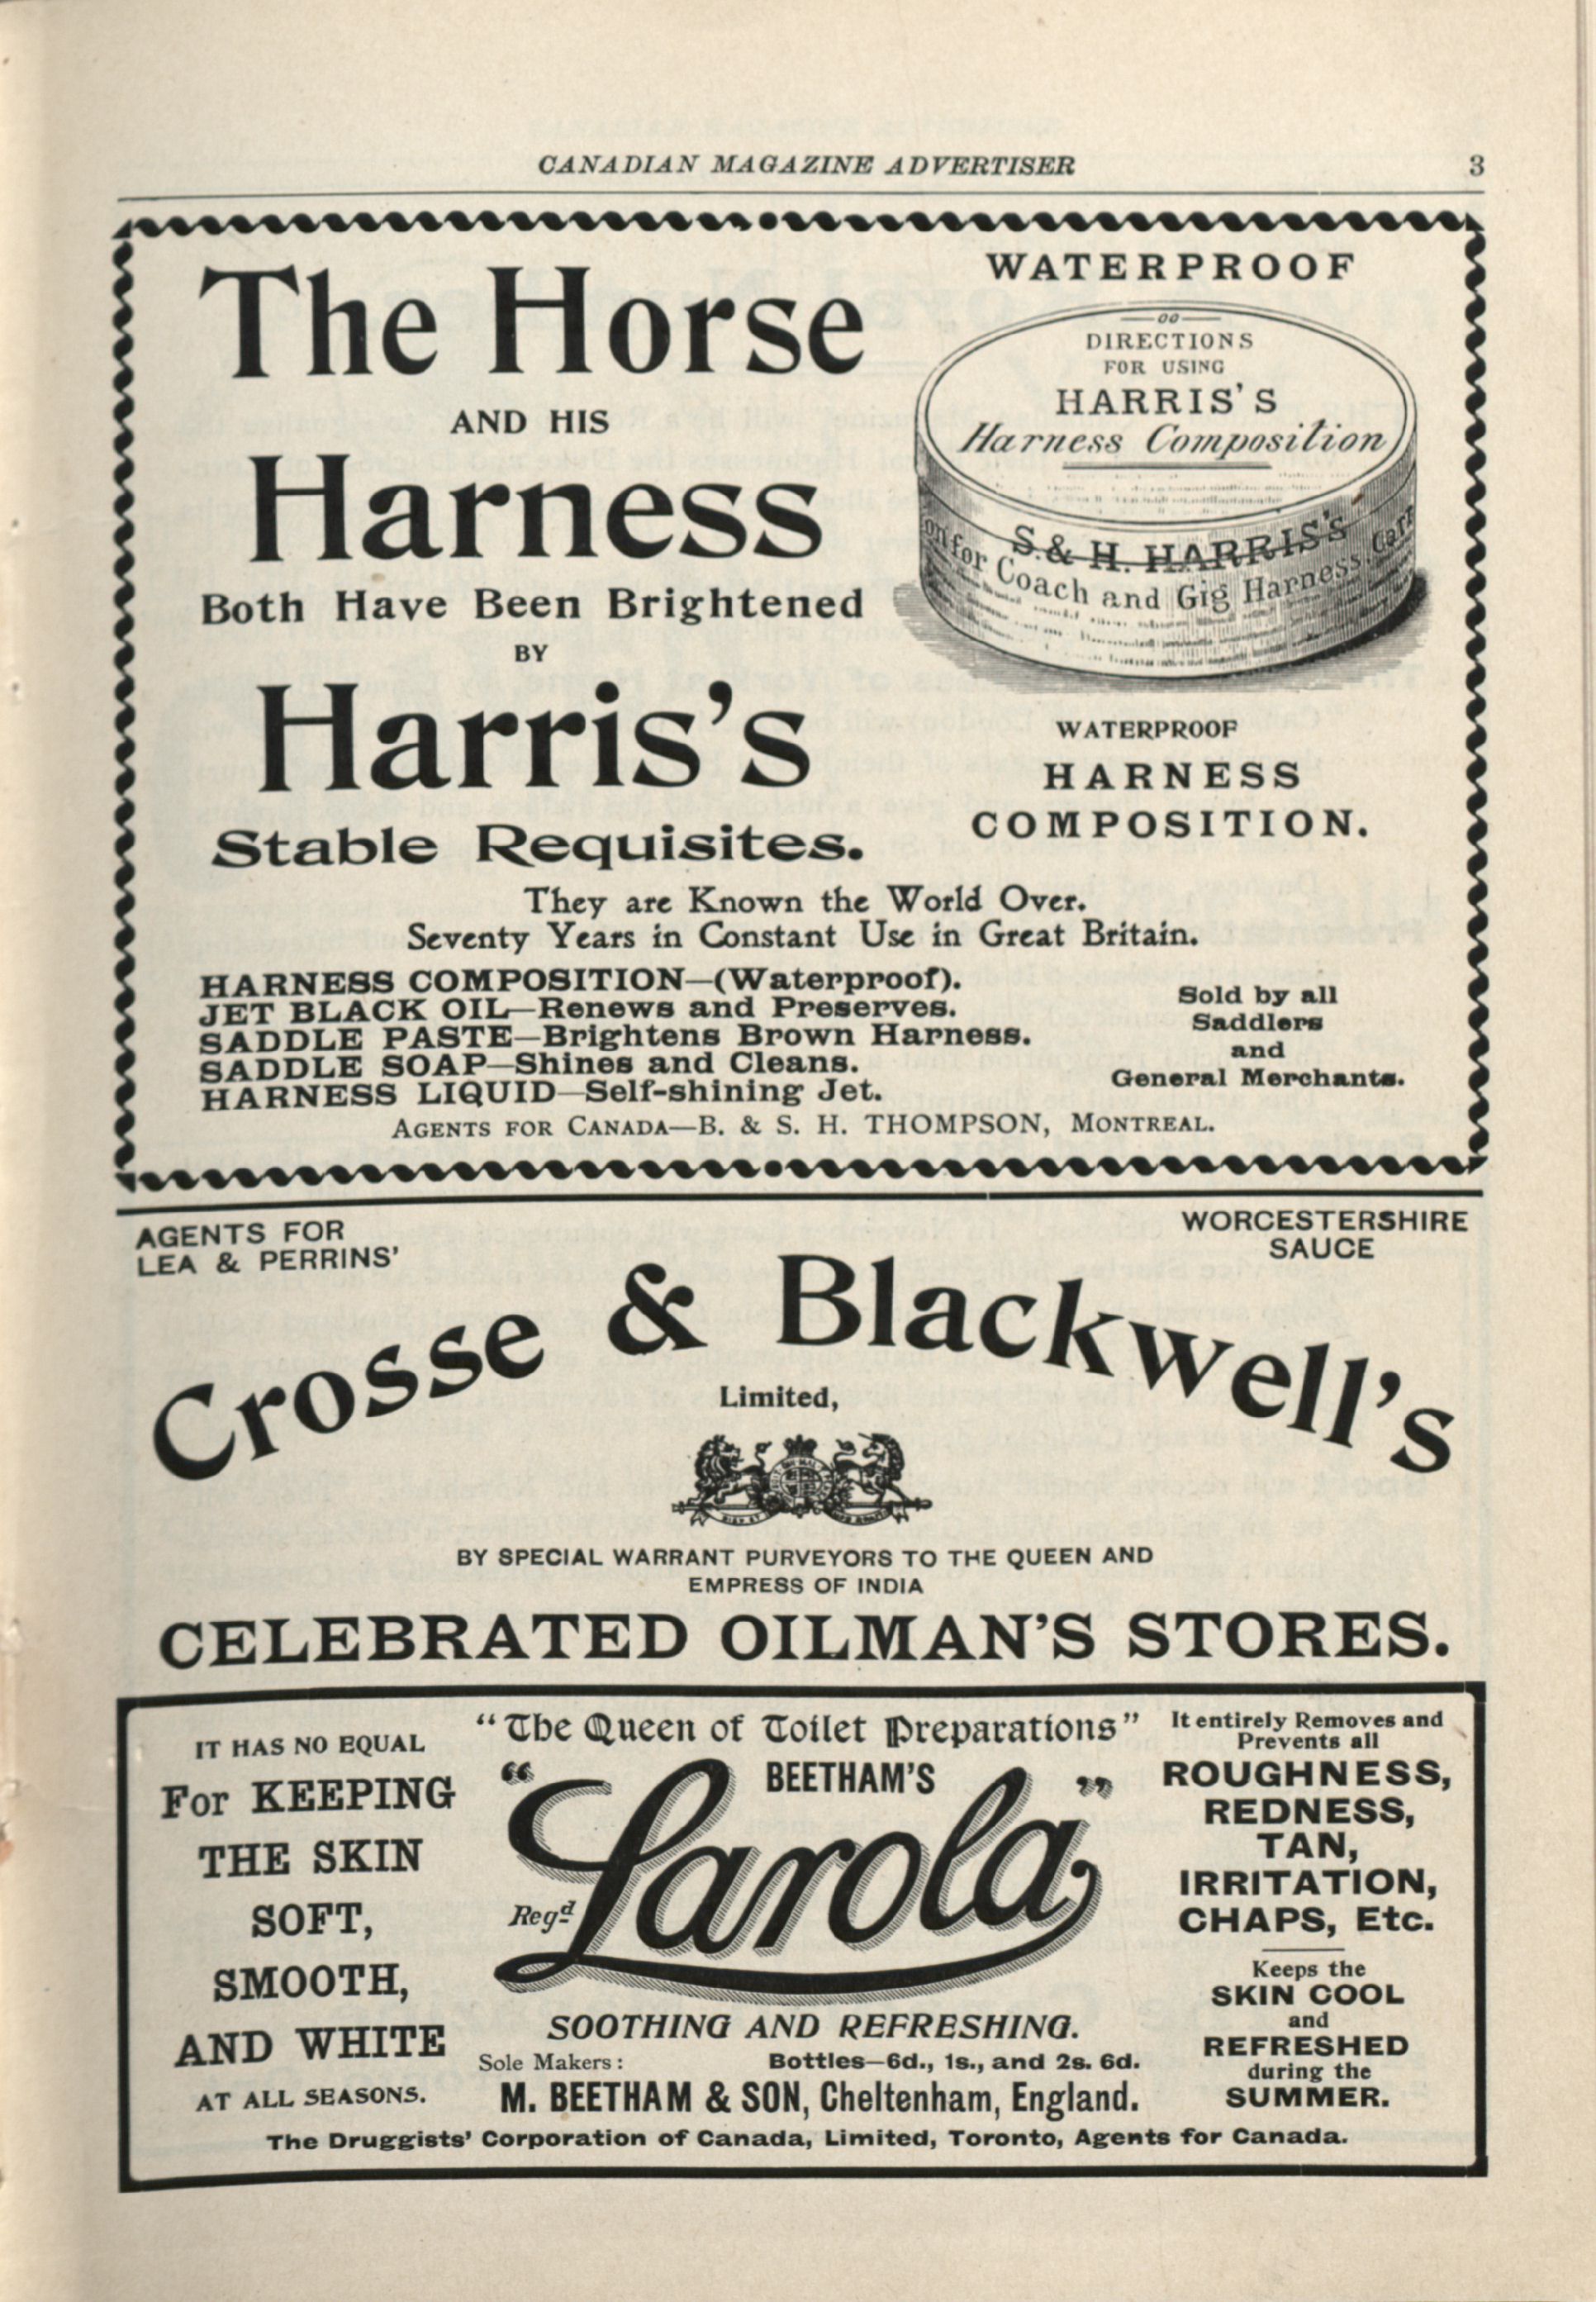 CANADIAN MAGAZINE ADVERTISER 3
The Horse
AND HIS
Harness
Both Have Been Brightened
BY
Harris's
Stable Requisites.
WATERPROOF
DIRECTIONS
FOR USING
HARRIS'S
Harness Composition
S. & H. HARRIS'S
on for Coach and Gig Harness, Carr
WATERPROOF
HARNESS
COMPOSITION.
They are Known the World Over.
Seventy Years in Constant Use in Great Britain.
HARNESS COMPOSITION—(Waterproof).
JET BLACK OIL—Renews and Preserves.
SADDLE PASTE—Brightens Brown Harness.
SADDLE SOAP—Shines and Cleans.
HARNESS LIQUID—Self-shining Jet.
Sold by all
Saddlers
and
General Merchants.
AGENTS FOR CANADA—B. & S. H. THOMPSON, MONTREAL.
AGENTS FOR
LEA & PERRINS'
WORCESTERSHIRE
SAUCE
Crosse & Blackwell's
Limited,
BY SPECIAL WARRANT PURVEYORS TO THE QUEEN AND
EMPRESS OF INDIA
CELEBRATED OILMAN'S STORES.
IT HAS NO EQUAL
For KEEPING
THE SKIN
SOFT,
SMOOTH,
AND WHITE
AT ALL SEASONS.
"The Queen of Toilet Preparations"
BEETHAM'S
"Larola"
Regd
SOOTHING AND REFRESHING.
Sole Makers: Bottles—6d., 1s., and 2s. 6d.
M. BEETHAM & SON, Cheltenham, England.
It entirely Removes and
Prevents all
ROUGHNESS,
REDNESS,
TAN,
IRRITATION,
CHAPS, Etc.
Keeps the
SKIN COOL
and
REFRESHED
during the
SUMMER.
The Druggists' Corporation of Canada, Limited, Toronto, Agents for Canada.